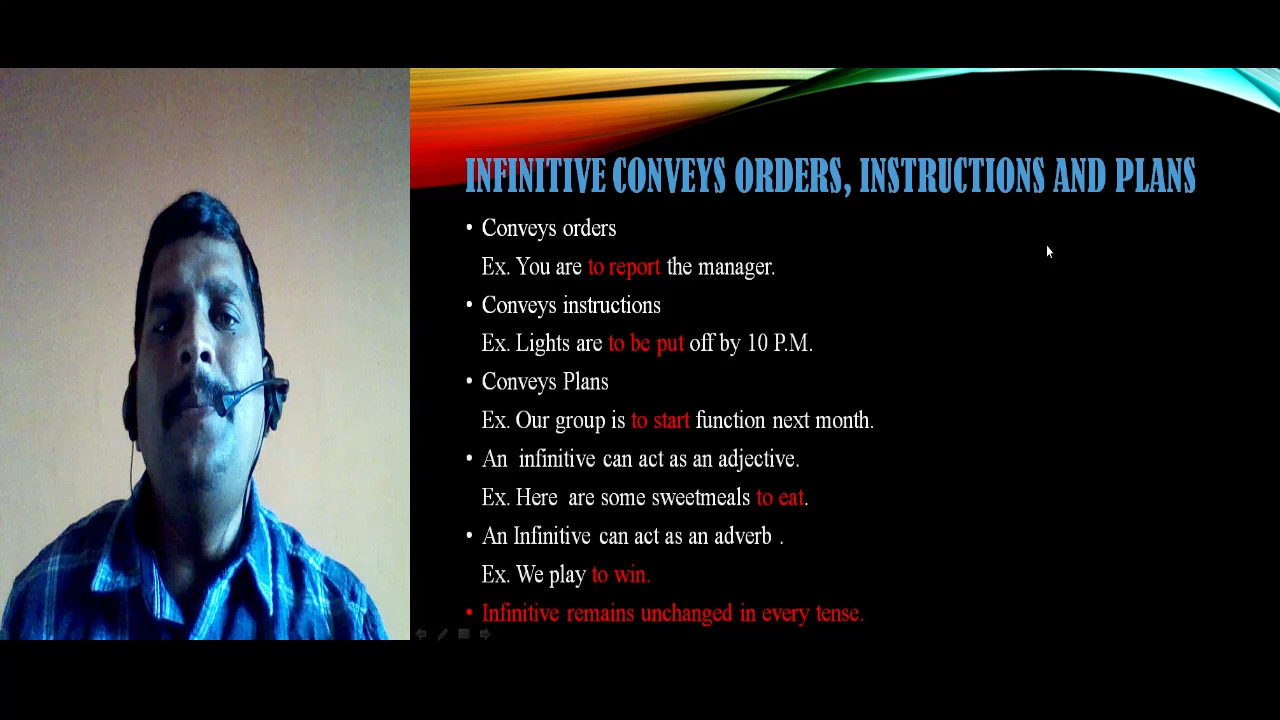 INFINITIVE CONVEYS ORDERS, INSTRUCTIONS AND PLANS
• Conveys orders
Ex. You are to report the manager.
• Conveys instructions
Ex. Lights are to be put off by 10 P.M.
• Conveys Plans
Ex. Our group is to start function next month.
• An infinitive can act as an adjective.
Ex. Here are some sweetmeals to eat.
• An Infinitive can act as an adverb .
Ex. We play to win.
• Infinitive remains unchanged in every tense.